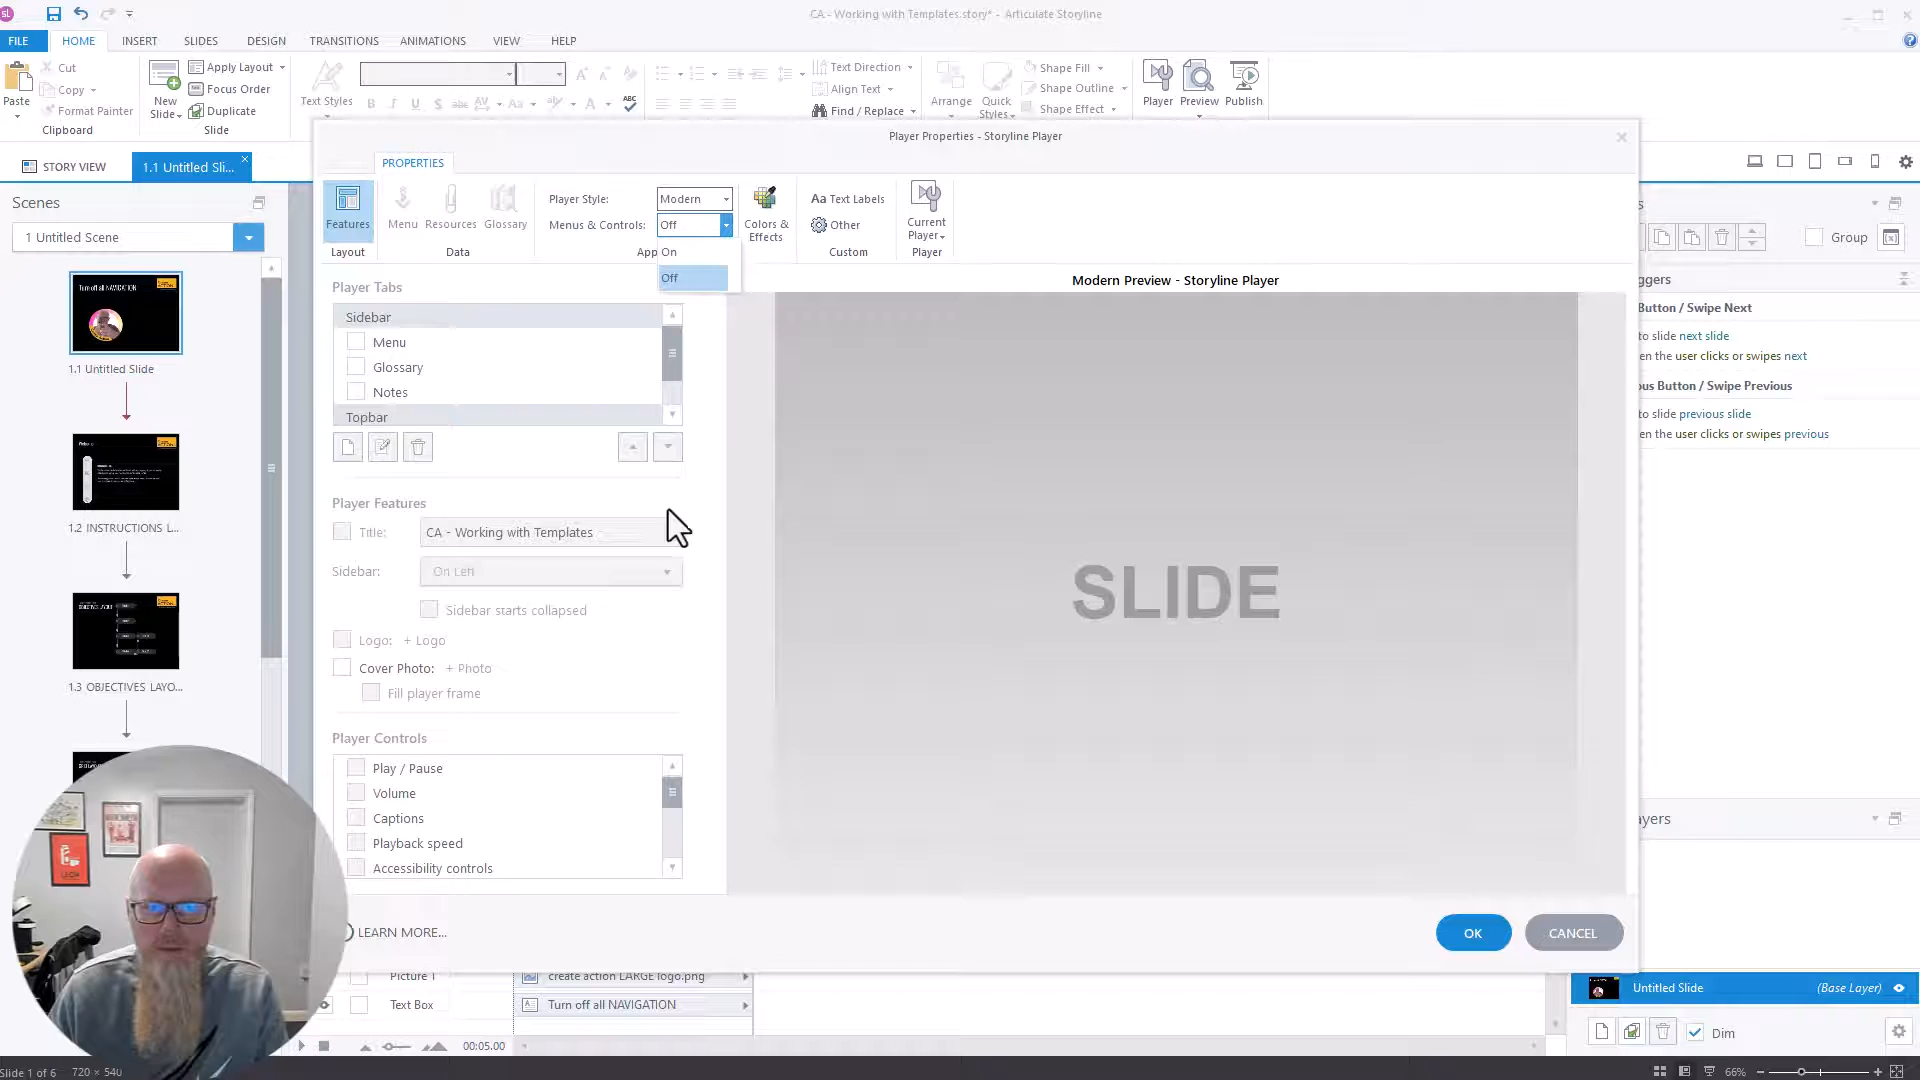 CA - Working with Templates.story* - Articulate Storyline
FILE
HOME
INSERT
SLIDES
DESIGN
TRANSITIONS
ANIMATIONS
VIEW
HELP
Paste
Cut
Copy
Format Painter
Clipboard
New
Slide
Apply Layout
Focus Order
Duplicate
Slide
Text Styles
Text Direction
Align Text
Find / Replace
Arrange
Quick
Styles
Shape Fill
Shape Outline
Shape Effect
Player
Preview
Publish
STORY VIEW
1.1 Untitled Sli...
Scenes
1 Untitled Scene
Turn off all NAVIGATION
1.1 Untitled Slide
1.2 INSTRUCTIONS L...
1.3 OBJECTIVES LAYO...
Player Properties - Storyline Player
PROPERTIES
Features
Layout
Menu
Resources
Glossary
Data
Player Style:
Modern
Menus & Controls:
Off
On
Off
App
Colors &
Effects
Aa Text Labels
Other
Custom
Current
Player
Player
Player Tabs
Sidebar
Menu
Glossary
Notes
Topbar
Player Features
Title:
CA - Working with Templates
Sidebar:
On Left
Sidebar starts collapsed
Logo: + Logo
Cover Photo: + Photo
Fill player frame
Player Controls
Play / Pause
Volume
Captions
Playback speed
Accessibility controls
LEARN MORE...
Modern Preview - Storyline Player
SLIDE
OK
CANCEL
s
Group
ggers
Button / Swipe Next
to slide next slide
en the user clicks or swipes next
ous Button / Swipe Previous
to slide previous slide
en the user clicks or swipes previous
ayers
Untitled Slide
(Base Layer)
Dim
Picture 1
create action LARGE logo.png
Text Box
Turn off all NAVIGATION
00:05.00
Slide 1 of 6
720 × 540
66%